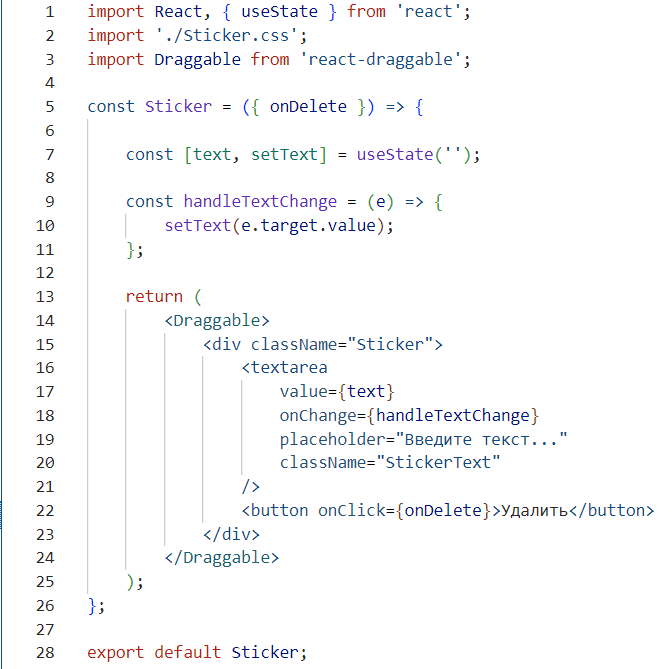 1 import React, { useState } from 'react';
2 import './Sticker.css';
3 import Draggable from 'react-draggable';
4
5 const Sticker = ({ onDelete }) => {
6
7     const [text, setText] = useState('');
8
9     const handleTextChange = (e) => {
10         setText(e.target.value);
11     };
12
13     return (
14         <Draggable>
15             <div className="Sticker">
16                 <textarea
17                     value={text}
18                     onChange={handleTextChange}
19                     placeholder="Введите текст..."
20                     className="StickerText"
21                 />
22                 <button onClick={onDelete}>Удалить</button>
23             </div>
24         </Draggable>
25     );
26 };
27
28 export default Sticker;